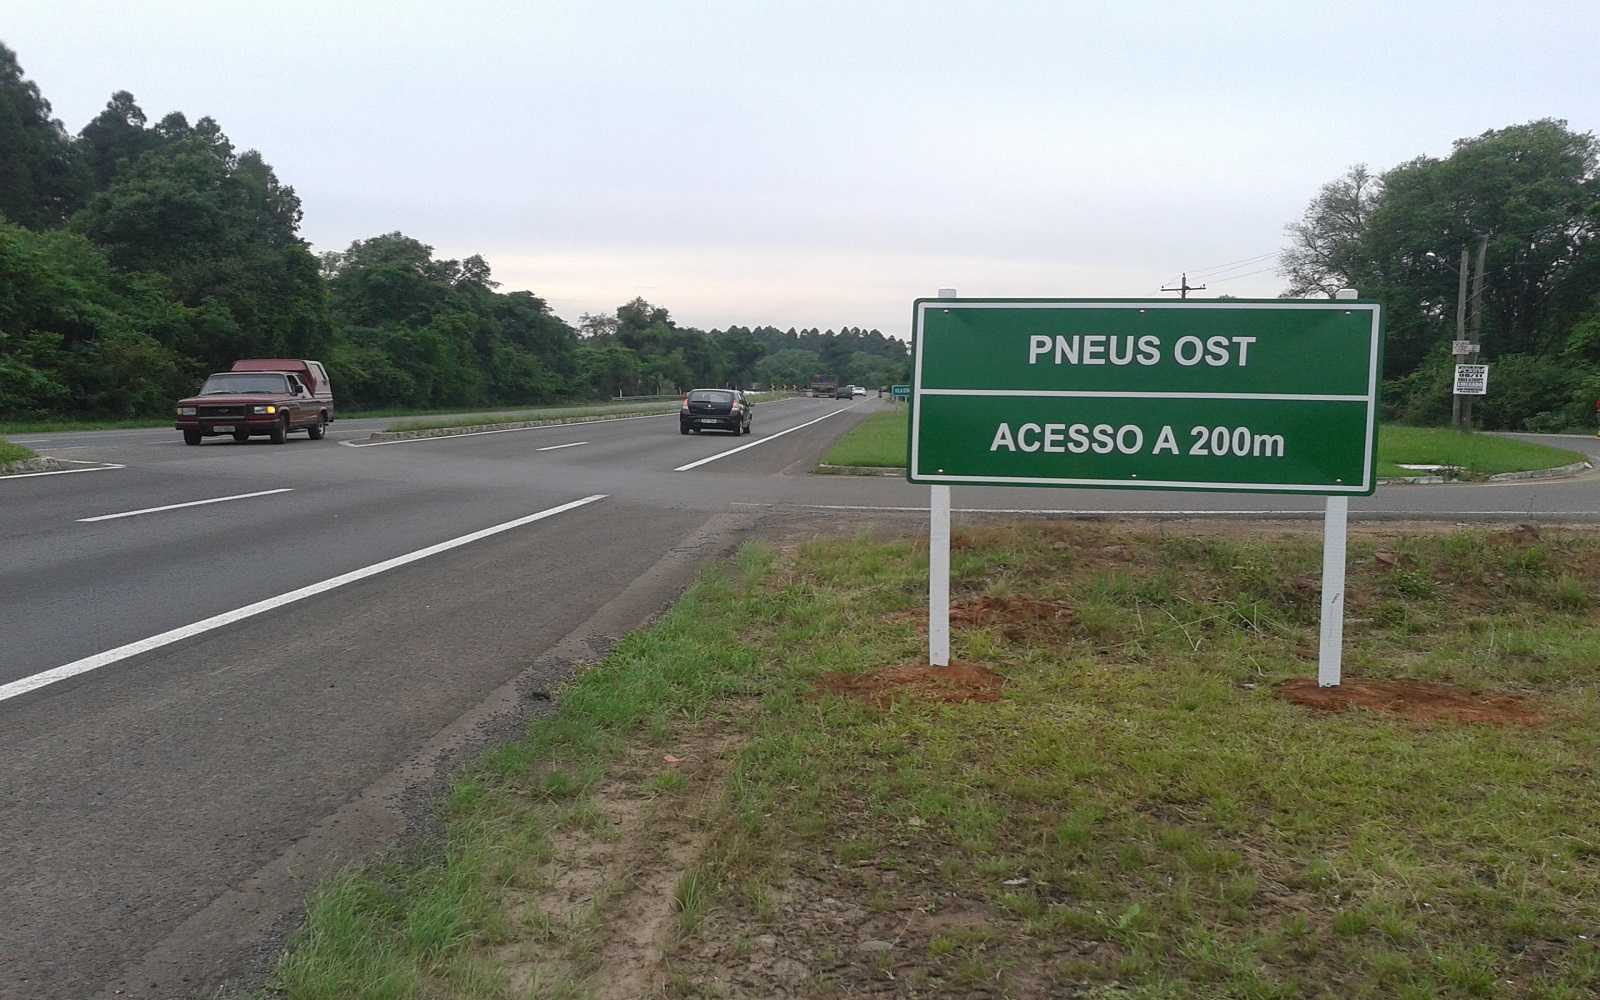 PNEUS OST
ACESSO A 200m